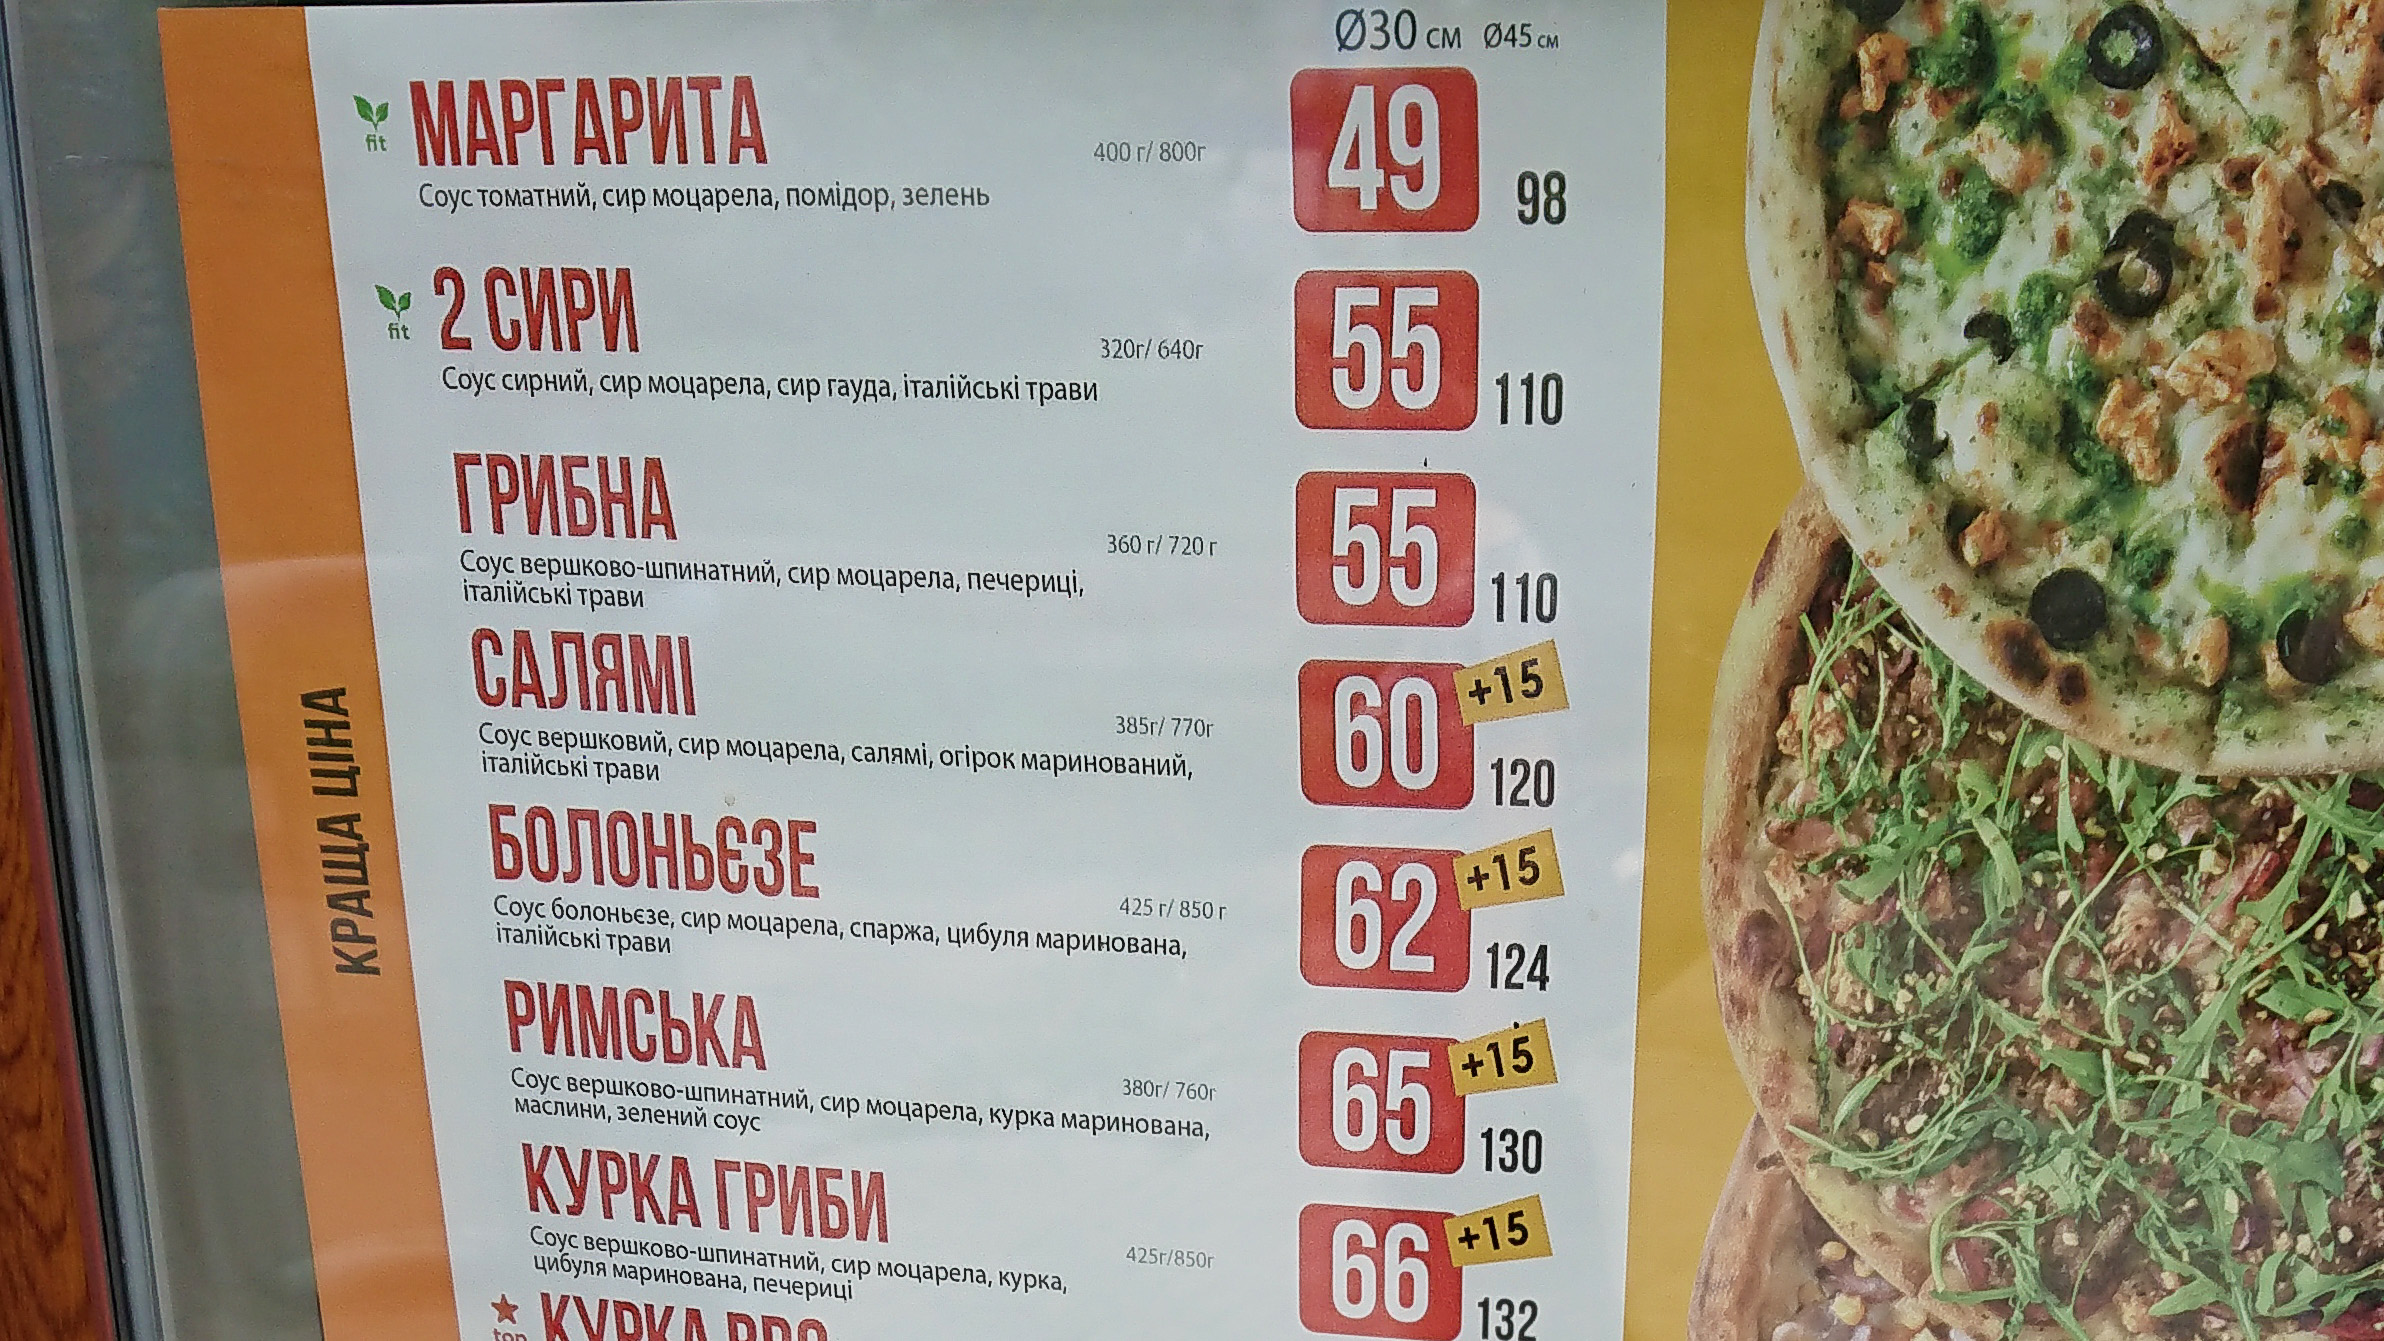 Ø30 см Ø45 см
fit
МАРГАРИТА
400 г/ 800г
49
98
Соус томатний, сир моцарела, помідор, зелень
fit
2 СИРИ
320г/ 640г
55
110
Соус сирний, сир моцарела, сир гауда, італійські трави
ГРИБНА
360 г/ 720 г
55
110
Соус вершково-шпинатний, сир моцарела, печериці,
італійські трави
САЛЯМІ
385г/ 770г
60
+15
120
Соус вершковий, сир моцарела, салямі, огірок маринований,
італійські трави
БОЛОНЬЄЗЕ
425 г/ 850 г
62
+15
124
Соус болоньєзе, сир моцарела, спаржа, цибуля маринована,
італійські трави
РИМСЬКА
380г/ 760г
65
+15
130
Соус вершково-шпинатний, сир моцарела, курка маринована,
маслини, зелений соус
КУРКА ГРИБИ
425г/850г
66
+15
132
Соус вершково-шпинатний, сир моцарела, курка,
цибуля маринована, печериці
top
КУРКА
КРАЩА ЦІНА